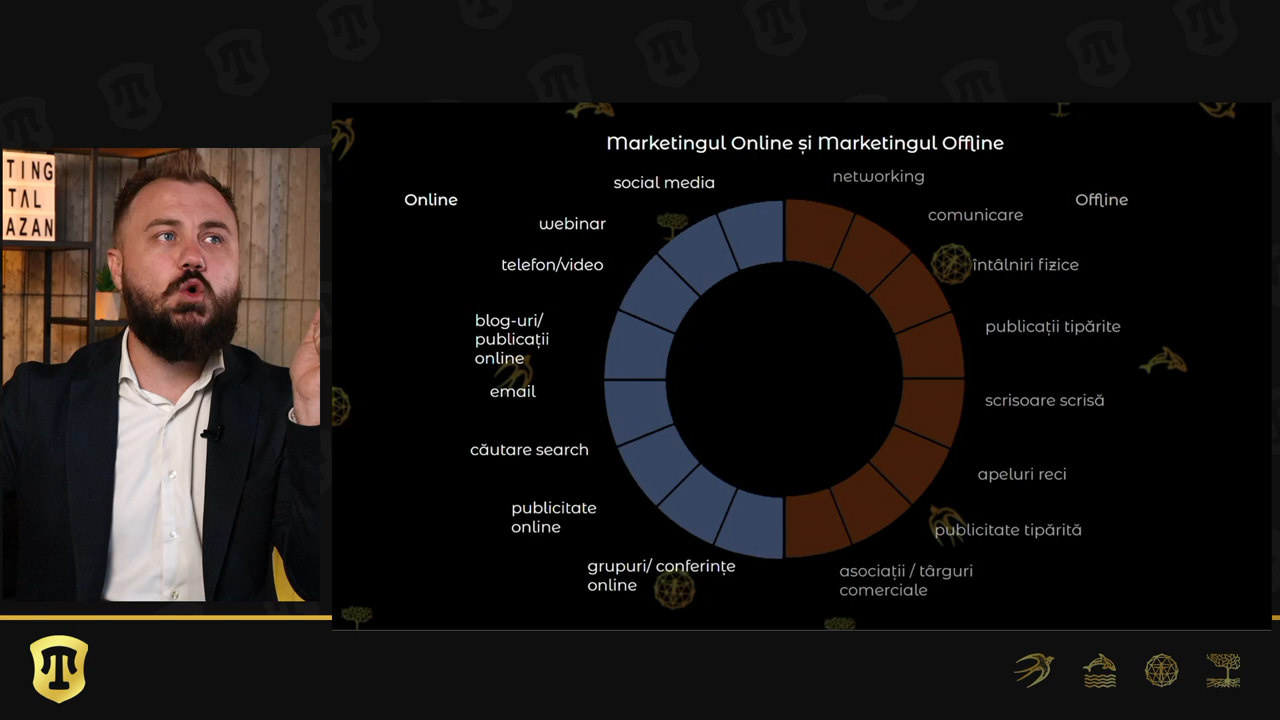 TING
TAL
AZAN
Marketingul Online și Marketingul Offline
Online
Offline
social media
webinar
telefon/video
blog-uri/
publicații
online
email
căutare search
publicitate
online
grupuri/ conferințe
online
networking
comunicare
întâlniri fizice
publicații tipărite
scrisoare scrisă
apeluri reci
publicitate tipărită
asociații / târguri
comerciale